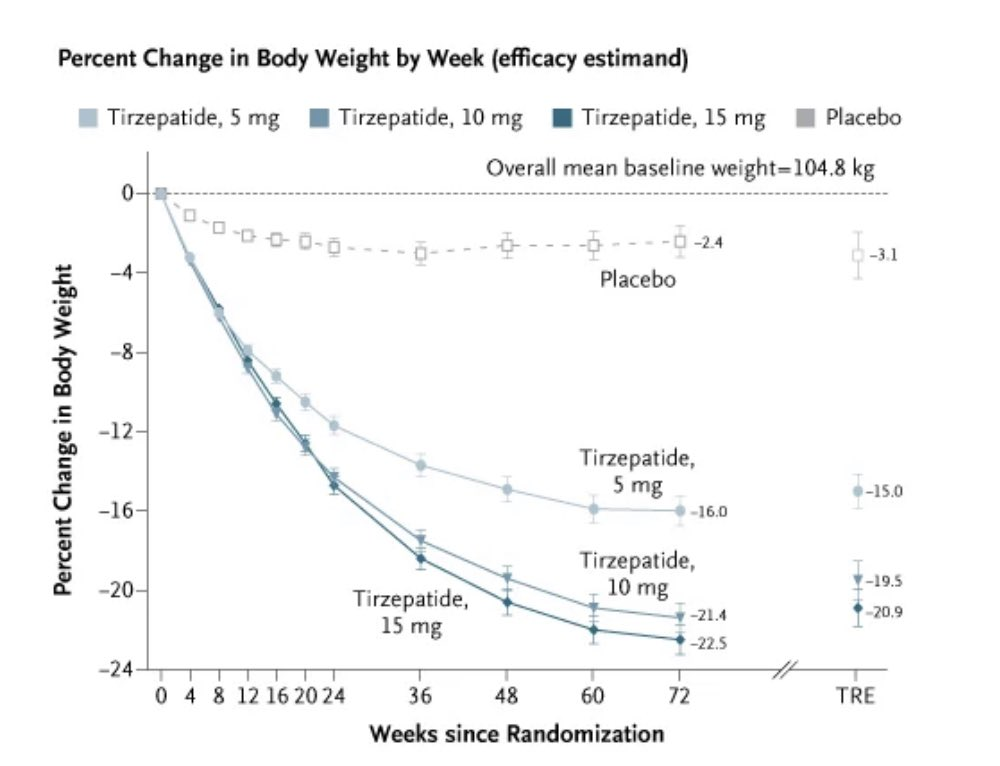 Percent Change in Body Weight by Week (efficacy estimand)
Tirzepatide, 5 mg
Tirzepatide, 10 mg
Tirzepatide, 15 mg
Placebo
Overall mean baseline weight=104.8 kg
Percent Change in Body Weight
0
−4
−8
−12
−16
−20
−24
−2.4
Placebo
−3.1
Tirzepatide,
5 mg
−16.0
−15.0
Tirzepatide,
10 mg
−21.4
−19.5
Tirzepatide,
15 mg
−22.5
−20.9
0 4 8 12 16 20 24 36 48 60 72 TRE
Weeks since Randomization